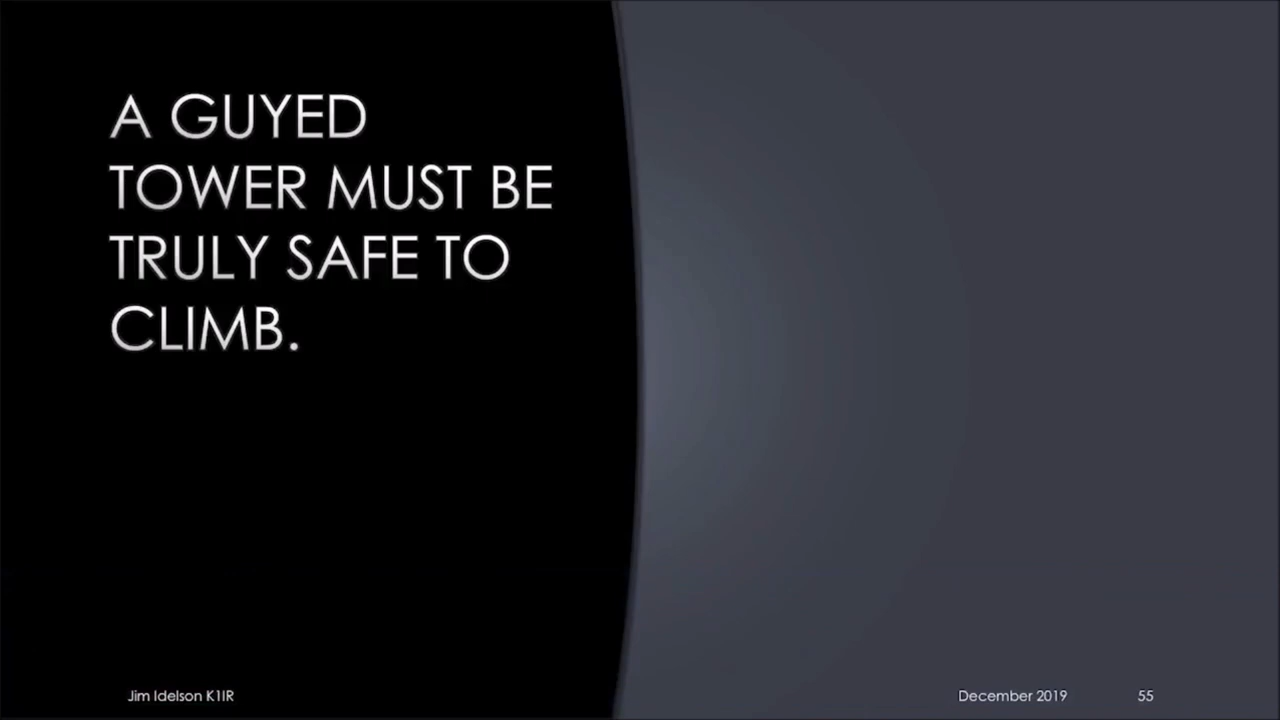 A GUYED
TOWER MUST BE
TRULY SAFE TO
CLIMB.
Jim Idelson K1IR
December 2019
55